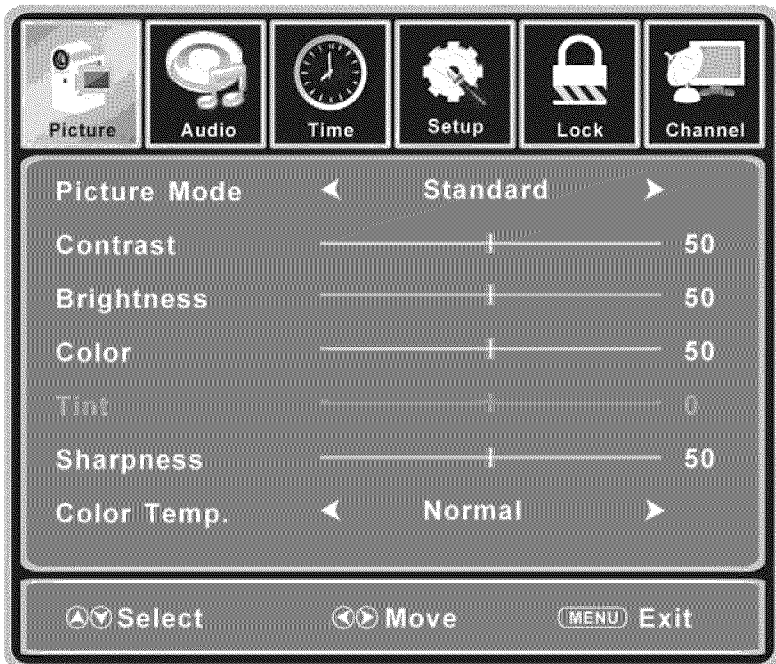 Picture Audio Time Setup Lock Channel
Picture Mode Standard
Contrast 50
Brightness 50
Color 50
Tint 0
Sharpness 50
Color Temp. Normal
Select Move MENU Exit